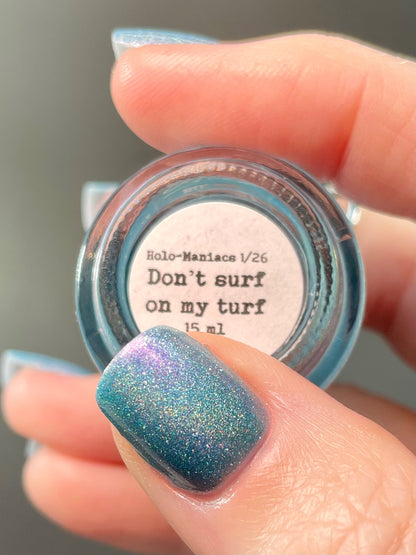 Holo-Maniacs 1/26
Don't surf
on my turf
15 ml